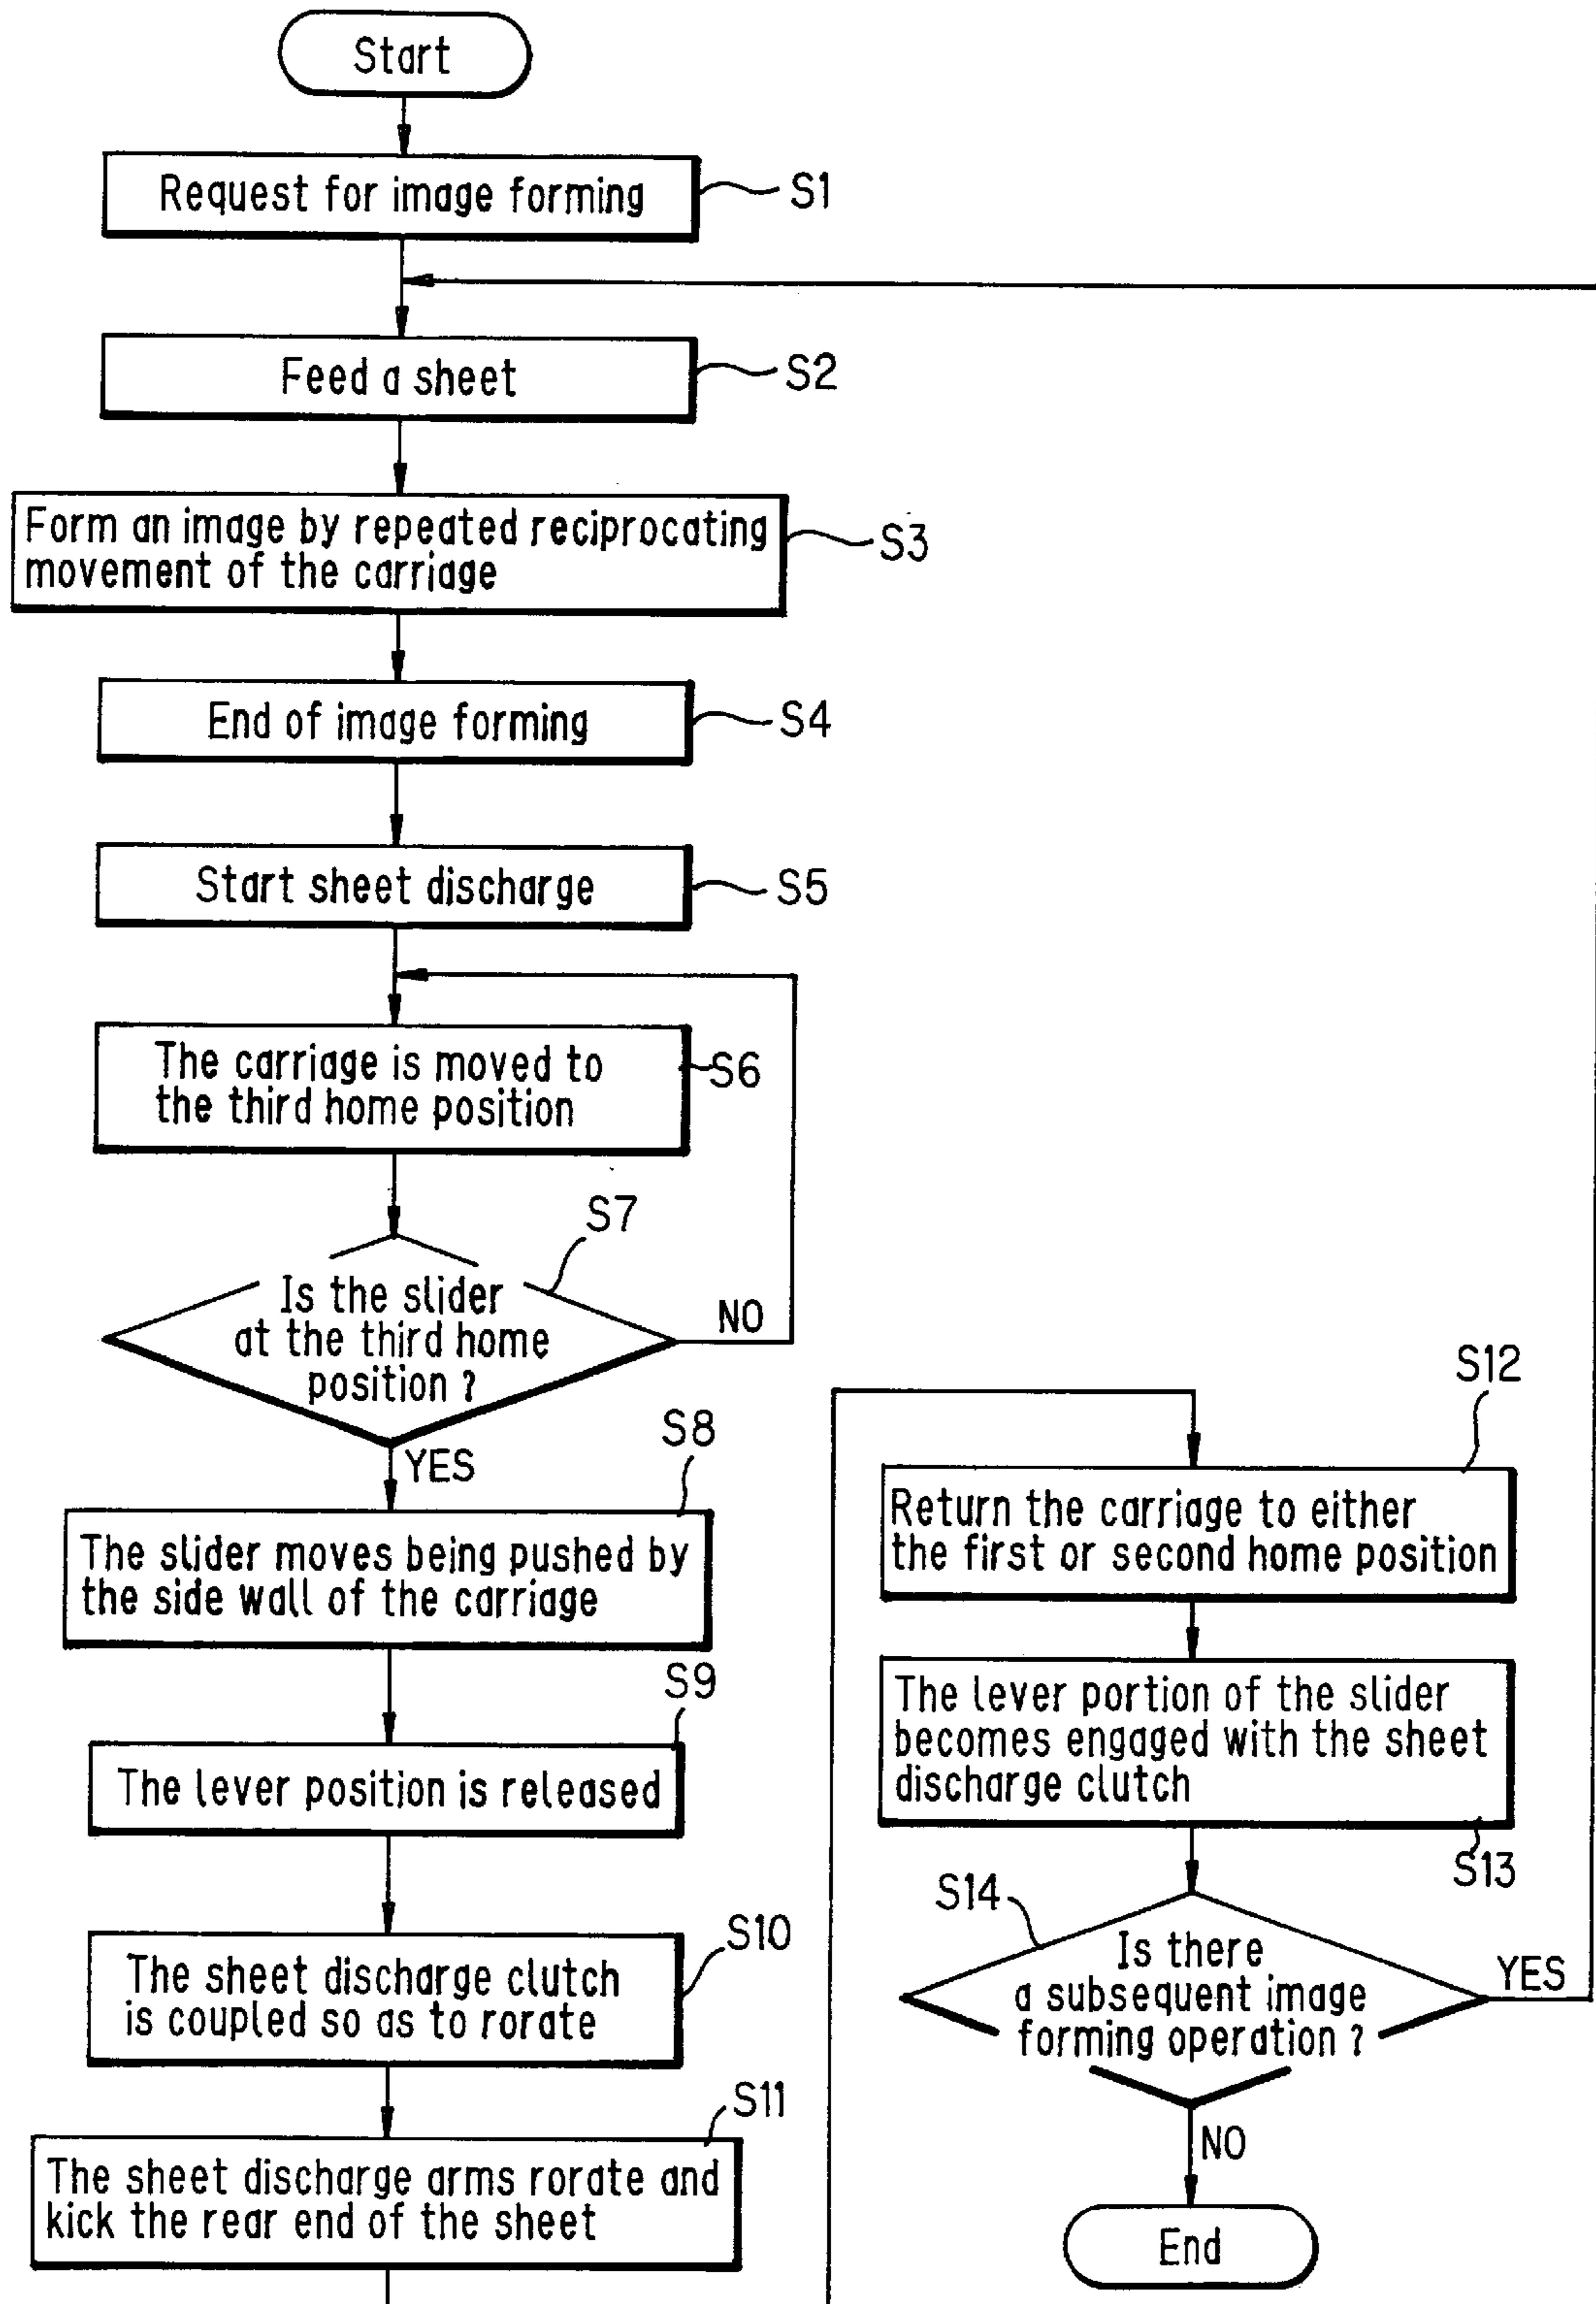 Start
Request for image forming
S1
Feed a sheet
S2
Form an image by repeated reciprocating
movement of the carriage
S3
End of image forming
S4
Start sheet discharge
S5
The carriage is moved to
the third home position
S6
S7
Is the slider
at the third home
position ?
NO
YES
S8
The slider moves being pushed by
the side wall of the carriage
S9
The lever position is released
S10
The sheet discharge clutch
is coupled so as to rorate
S11
The sheet discharge arms rorate and
kick the rear end of the sheet
S12
Return the carriage to either
the first or second home position
The lever portion of the slider
becomes engaged with the sheet
discharge clutch
S13
S14
Is there
a subsequent image
forming operation ?
YES
NO
End